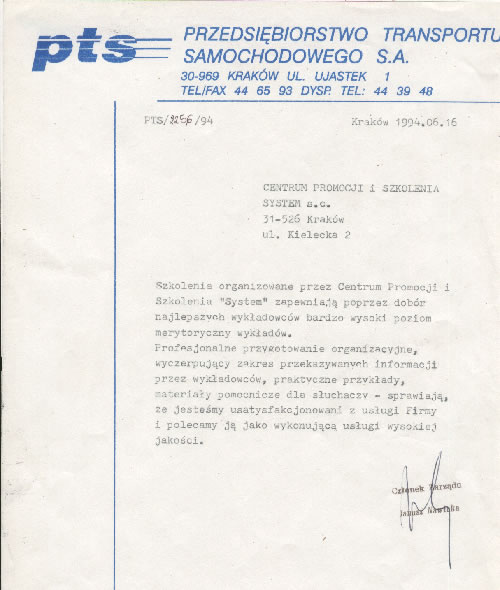 pts
PRZEDSIĘBIORSTWO TRANSPORTU
SAMOCHODOWEGO S.A.
30-969 KRAKÓW UL. UJASTEK 1
TEL/FAX 44 65 93 DYSP. TEL: 44 39 48
PTS/2256/94
Kraków 1994.06.16
CENTRUM PROMOCJI i SZKOLENIA
SYSTEM s.c.
31-526 Kraków
ul. Kielecka 2
Szkolenia organizowane przez Centrum Promocji i
Szkolenia "System" zapewniają poprzez dobór
najlepszych wykładowców bardzo wysoki poziom
merytoryczny wykładów.
Profesjonalne przygotowanie organizacyjne,
wyczerpujący zakres przekazywanych informacji
przez wykładowców, praktyczne przykłady,
materiały pomocnicze dla słuchaczy - sprawiają,
że jesteśmy usatysfakcjonowani z usługi Firmy
i polecamy ją jako wykonującą usługi wysokiej
jakości.
Członek Zarządu
Janusz